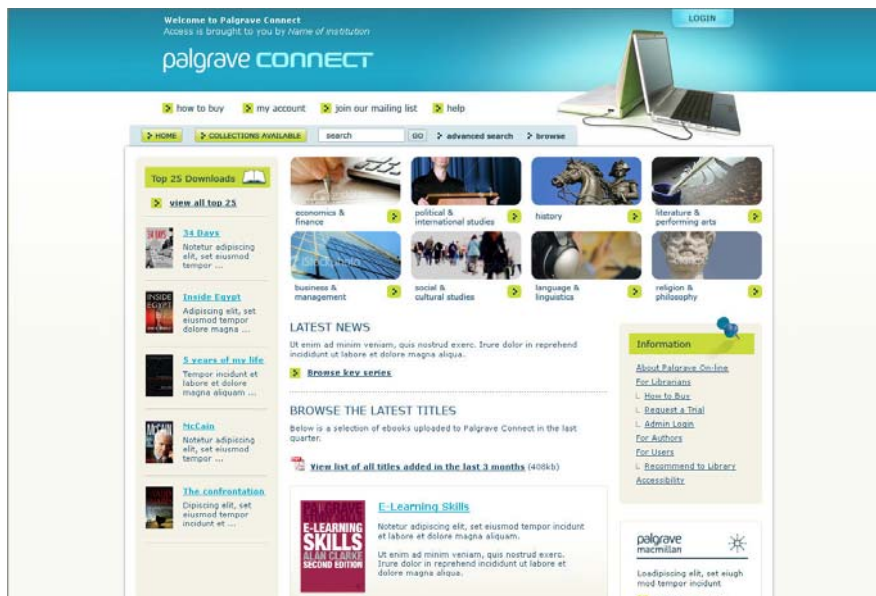 Welcome to Palgrave Connect
Access is brought to you by Name of institution
LOGIN
palgrave connect
how to buy
my account
join our mailing list
help
HOME
COLLECTIONS AVAILABLE
search
GO
advanced search
browse
Top 25 Downloads
view all top 25
34 Days
Notetur adipiscing
elit, set eiusmod
tempor ...
Inside Egypt
Adipiscing elit, set
eiusmod tempor
dolore magna ...
5 years of my life
Tempor incidunt et
labore et dolore
magna aliquam ...
McCain
Notetur adipiscing
elit, set eiusmod
tempor ...
The confrontation
Dipiscing elit, set
eiusmod tempor
incidunt et ...
economics &
finance
political &
international studies
history
literature &
performing arts
business &
management
social &
cultural studies
language &
linguistics
religion &
philosophy
LATEST NEWS
Ut enim ad minim veniam, quis nostrud exerc. Irure dolor in reprehend
incididunt ut labore et dolore magna aliqua.
Browse key series
BROWSE THE LATEST TITLES
Below is a selection of ebooks uploaded to Palgrave Connect in the last
quarter.
View list of all titles added in the last 3 months (408kb)
E-LEARNING
SKILLS
ALAN CLARKE
SECOND EDITION
E-Learning Skills
Notetur adipiscing elit, set eiusmod tempor incidunt
et labore et dolore magna aliquam.
Ut enim ad minim veniam, quis nostrud exerc.
Irure dolor in reprehend incididunt ut labore et
dolore magna aliqua.
Information
About Palgrave On-line
For Librarians
How to Buy
Request a Trial
Admin Login
For Authors
For Users
Recommend to Library
Accessibility
palgrave
macmillan
Loadipiscing elit, set eiugh
mod tempor incidunt